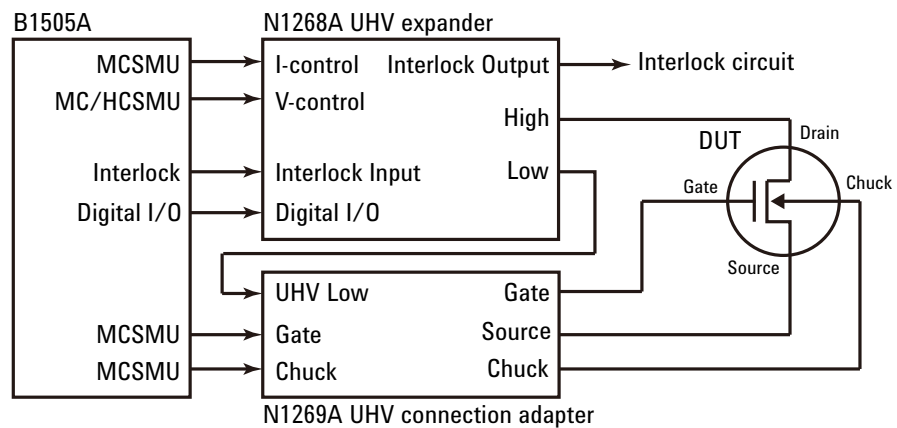 B1505A
MCSMU
MC/HCSMU
Interlock
Digital I/O
MCSMU
MCSMU
N1268A UHV expander
I-control
Interlock Output
V-control
High
Interlock Input
Low
Digital I/O
Interlock circuit
DUT
Drain
Gate
Chuck
Source
UHV Low
Gate
Gate
Source
Chuck
Chuck
N1269A UHV connection adapter